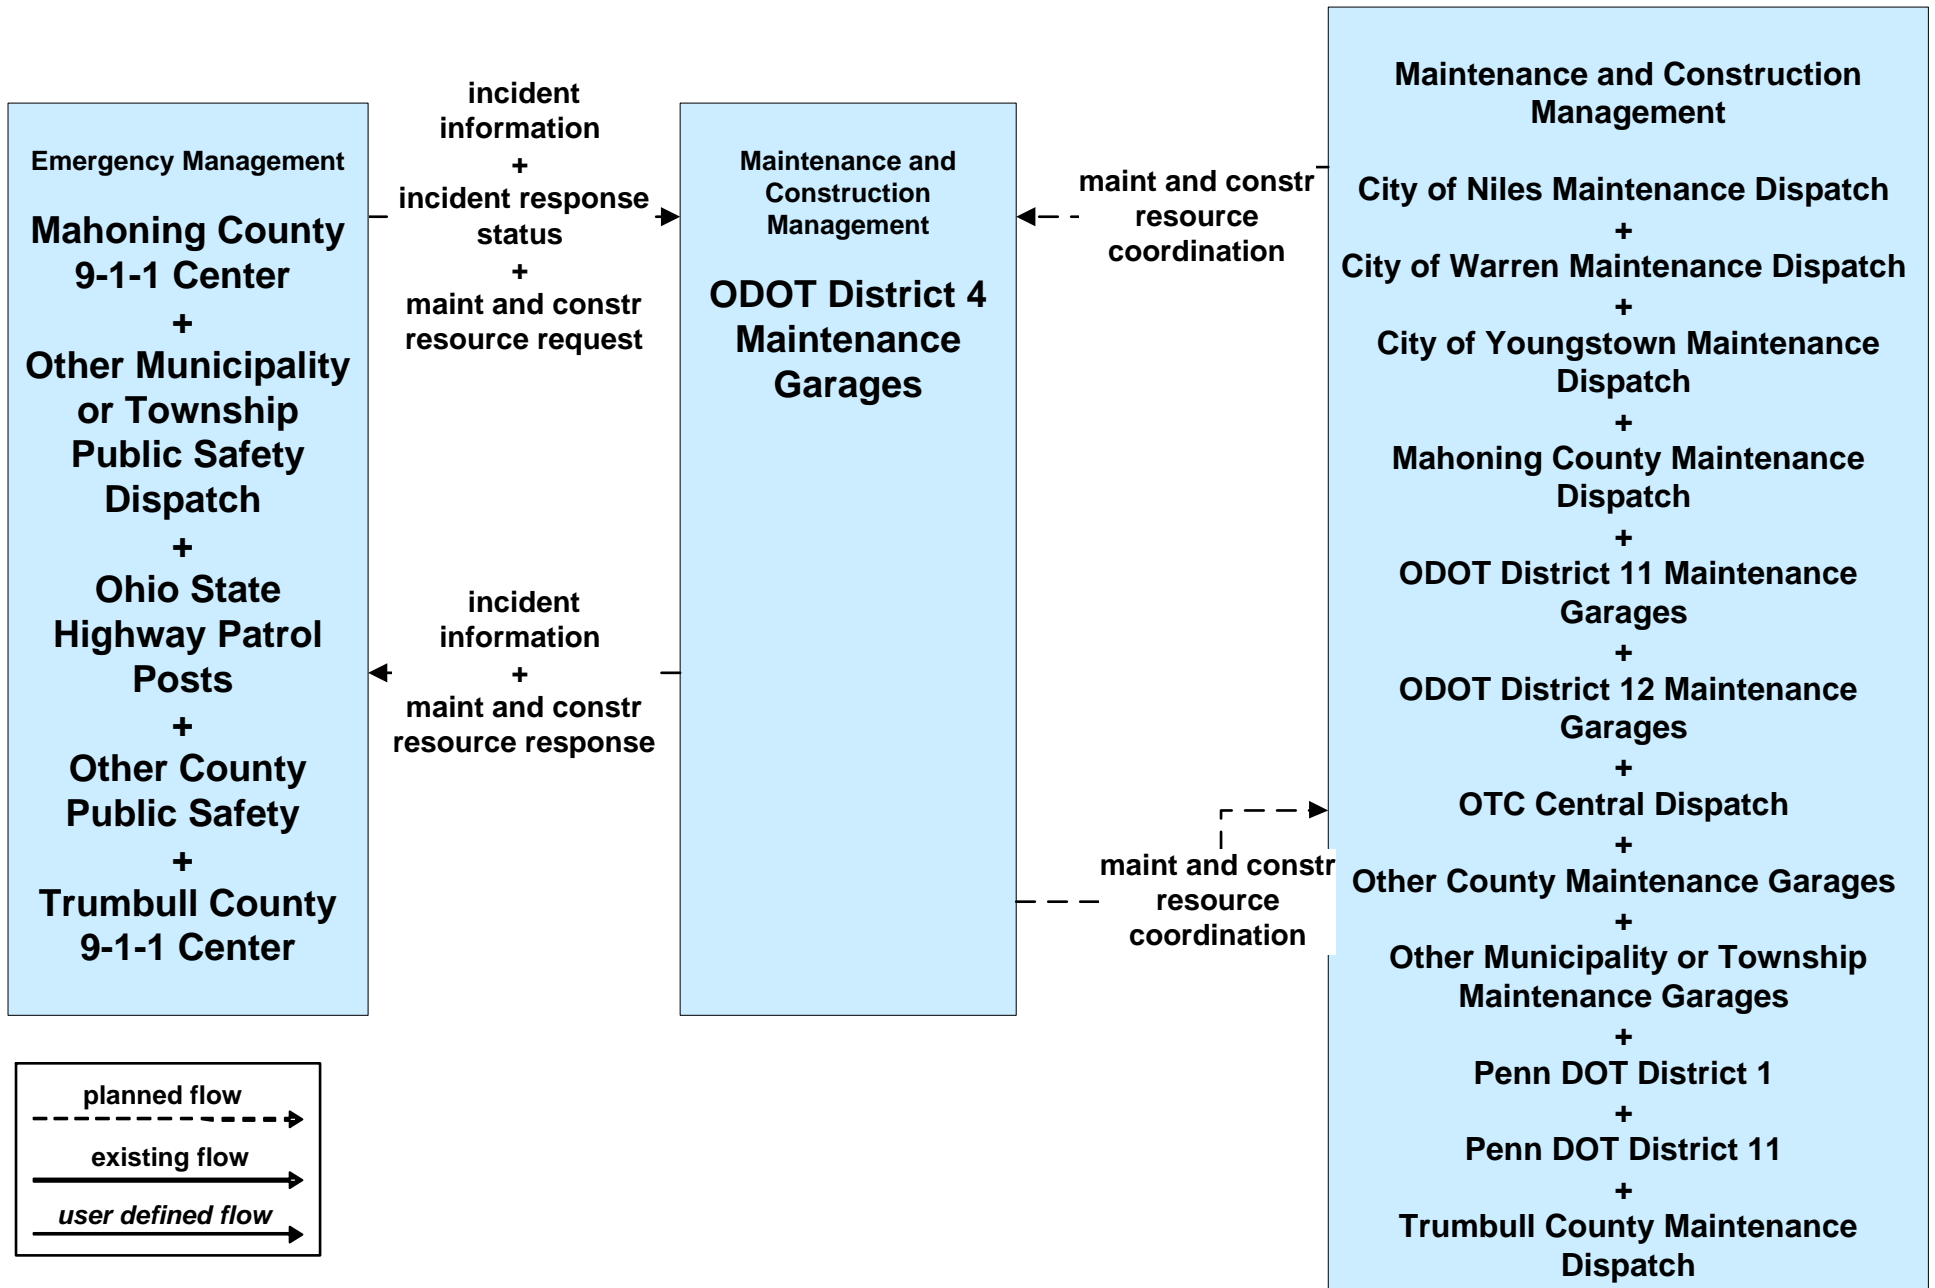 Emergency Management
Mahoning County
9-1-1 Center
+
Other Municipality
or Township
Public Safety
Dispatch
+
Ohio State
Highway Patrol
Posts
+
Other County
Public Safety
+
Trumbull County
9-1-1 Center
incident
information
+
incident response
status
+
maint and constr
resource request
incident
information
+
maint and constr
resource response
Maintenance and
Construction
Management
ODOT District 4
Maintenance
Garages
maint and constr
resource
coordination
maint and constr
resource
coordination
Maintenance and Construction
Management
City of Niles Maintenance Dispatch
+
City of Warren Maintenance Dispatch
+
City of Youngstown Maintenance
Dispatch
+
Mahoning County Maintenance
Dispatch
+
ODOT District 11 Maintenance
Garages
+
ODOT District 12 Maintenance
Garages
+
OTC Central Dispatch
+
Other County Maintenance Garages
+
Other Municipality or Township
Maintenance Garages
+
Penn DOT District 1
+
Penn DOT District 11
+
Trumbull County Maintenance
Dispatch
planned flow
existing flow
user defined flow